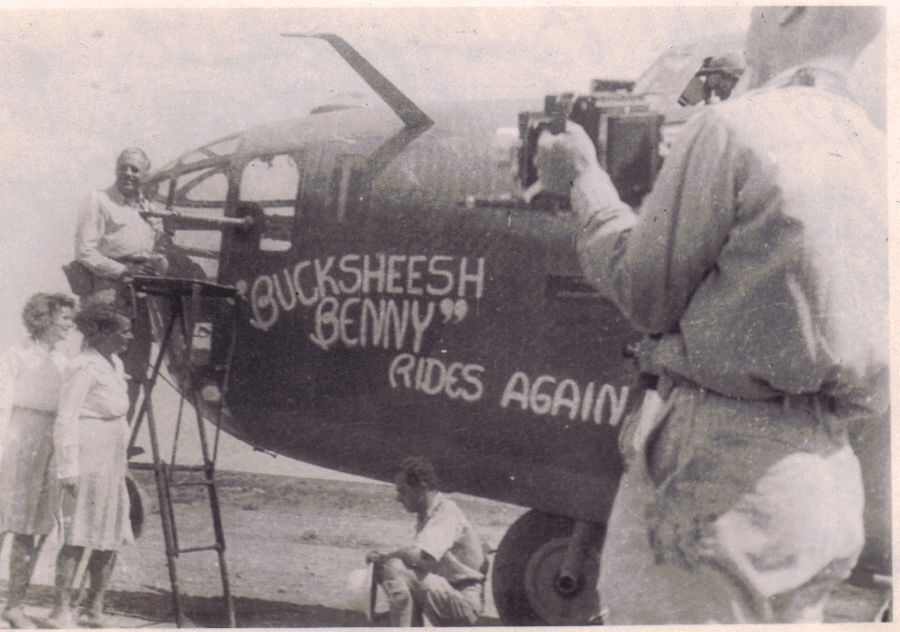 "BUCKSHEESH
BENNY"
RIDES AGAIN